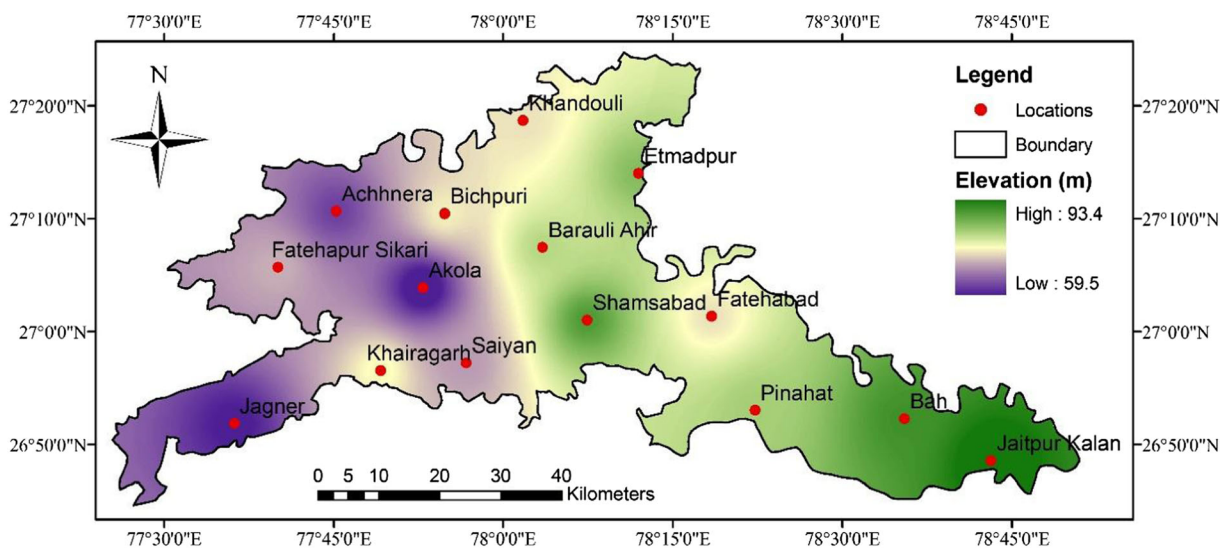 77°30'0"E 77°45'0"E 78°0'0"E 78°15'0"E 78°30'0"E 78°45'0"E
N
Legend
27°20'0"N 27°20'0"N
Khandouli
Locations
Boundary
Etmadpur
Elevation (m)
Achhnera
Bichpuri
High : 93.4
27°10'0"N 27°10'0"N
Barauli Ahir
Fatehapur Sikari
Akola
Low : 59.5
Shamsabad
Fatehabad
27°0'0"N 27°0'0"N
Khairagarh
Saiyan
Pinahat
Bah
Jagner
26°50'0"N 26°50'0"N
Jaitpur Kalan
0 5 10 20 30 40
Kilometers
77°30'0"E 77°45'0"E 78°0'0"E 78°15'0"E 78°30'0"E 78°45'0"E